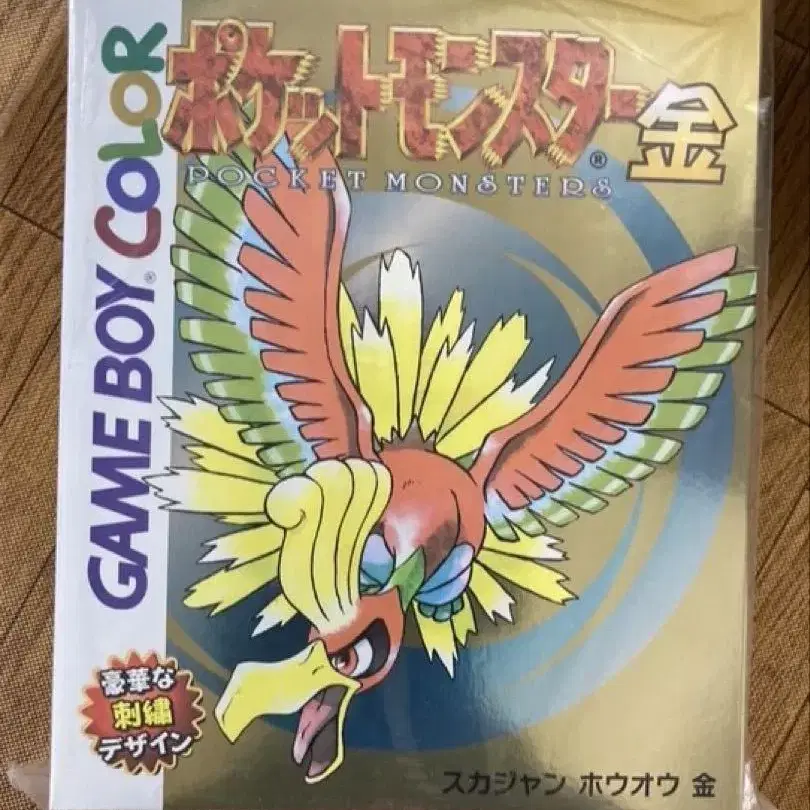 GAME BOY COLOR
ポケットモンスター金
®
POCKET MONSTERS
豪華な
刺繍
デザイン
スカジャン ホウオウ 金